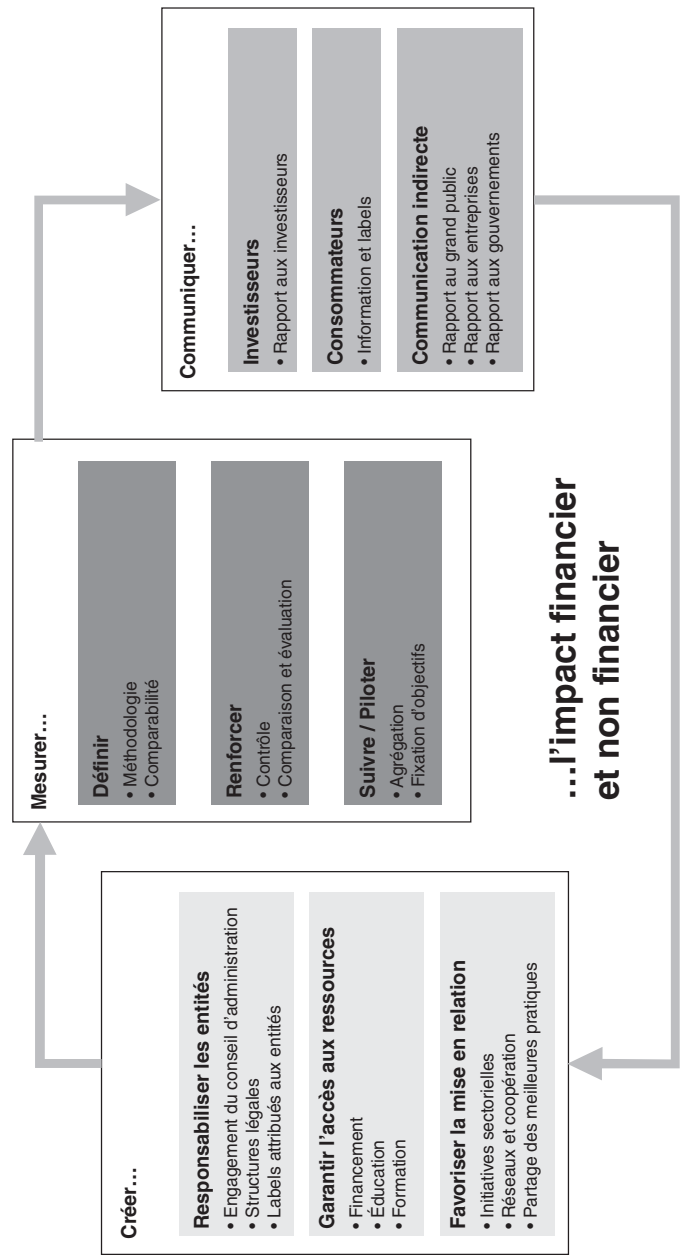 Créer…
Responsabiliser les entités
• Engagement du conseil d'administration
• Structures légales
• Labels attribués aux entités
Garantir l'accès aux ressources
• Financement
• Éducation
• Formation
Favoriser la mise en relation
• Initiatives sectorielles
• Réseaux et coopération
• Partage des meilleures pratiques
Mesurer…
Définir
• Méthodologie
• Comparabilité
Renforcer
• Contrôle
• Comparaison et évaluation
Suivre / Piloter
• Agrégation
• Fixation d'objectifs
Communiquer…
Investisseurs
• Rapport aux investisseurs
Consommateurs
• Information et labels
Communication indirecte
• Rapport au grand public
• Rapport aux entreprises
• Rapport aux gouvernements
…l'impact financier
et non financier